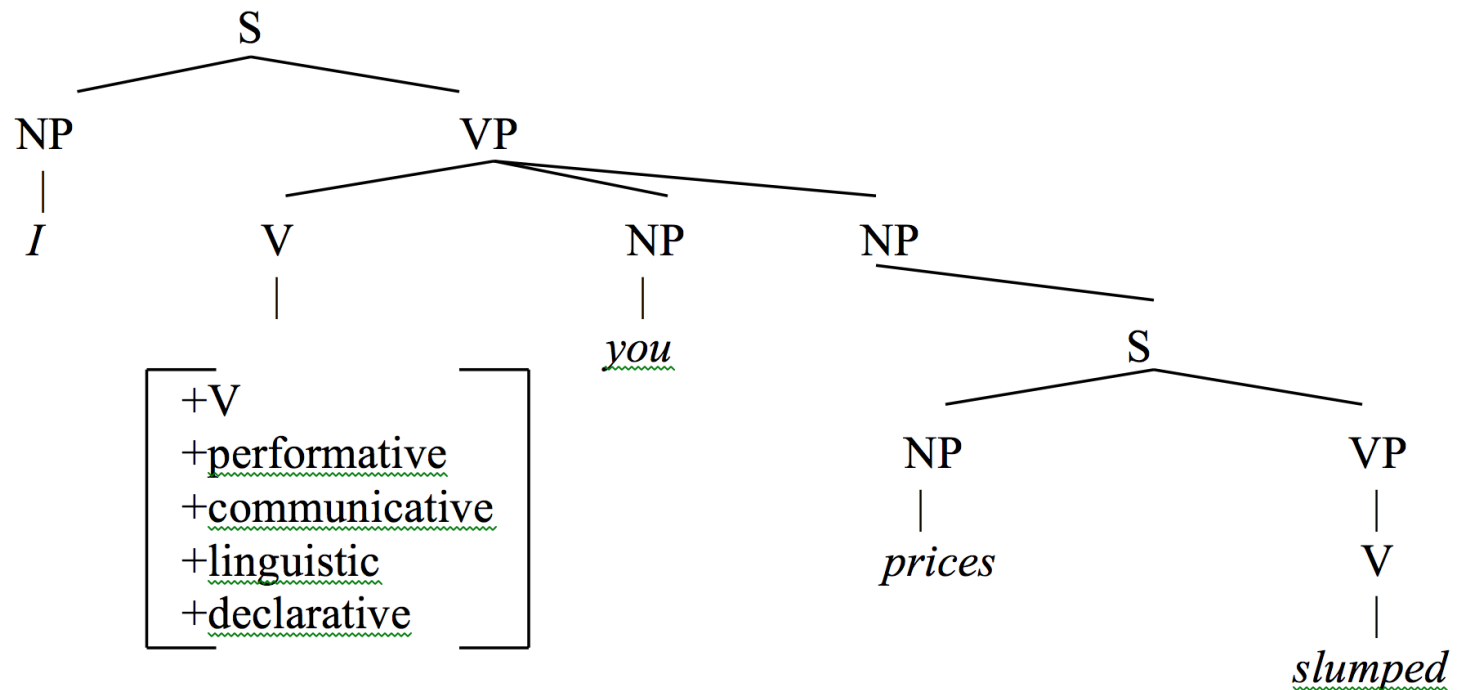 S
NP VP
I V NP NP
you S
+V
+performative NP VP
+communicative
+linguistic prices V
+declarative
slumped